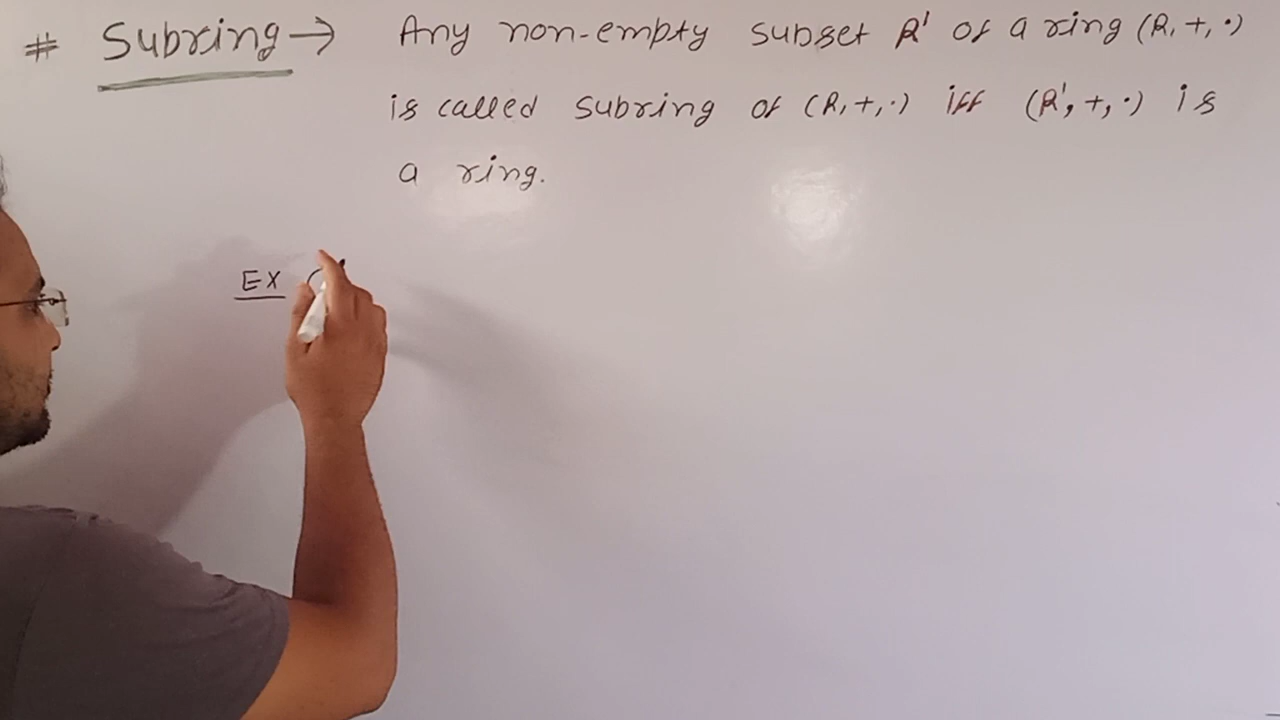 # Subring → Any non-empty subset R' of a ring (R, +, ·)
is called subring of (R, +, ·) iff (R', +, ·) is
a ring.
EX (